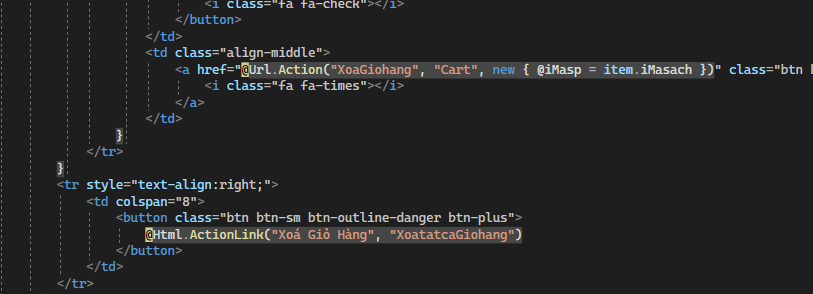 <i class="fa fa-check"></i>
</button>
</td>
<td class="align-middle">
<a href="@Url.Action("XoaGiohang", "Cart", new { @iMasp = item.iMasach })" class="btn
<i class="fa fa-times"></i>
</a>
</td>
}
</tr>
}
<tr style="text-align:right;">
<td colspan="8">
<button class="btn btn-sm btn-outline-danger btn-plus">
@Html.ActionLink("Xoá Giỏ Hàng", "XoatatcaGiohang")
</button>
</td>
</tr>